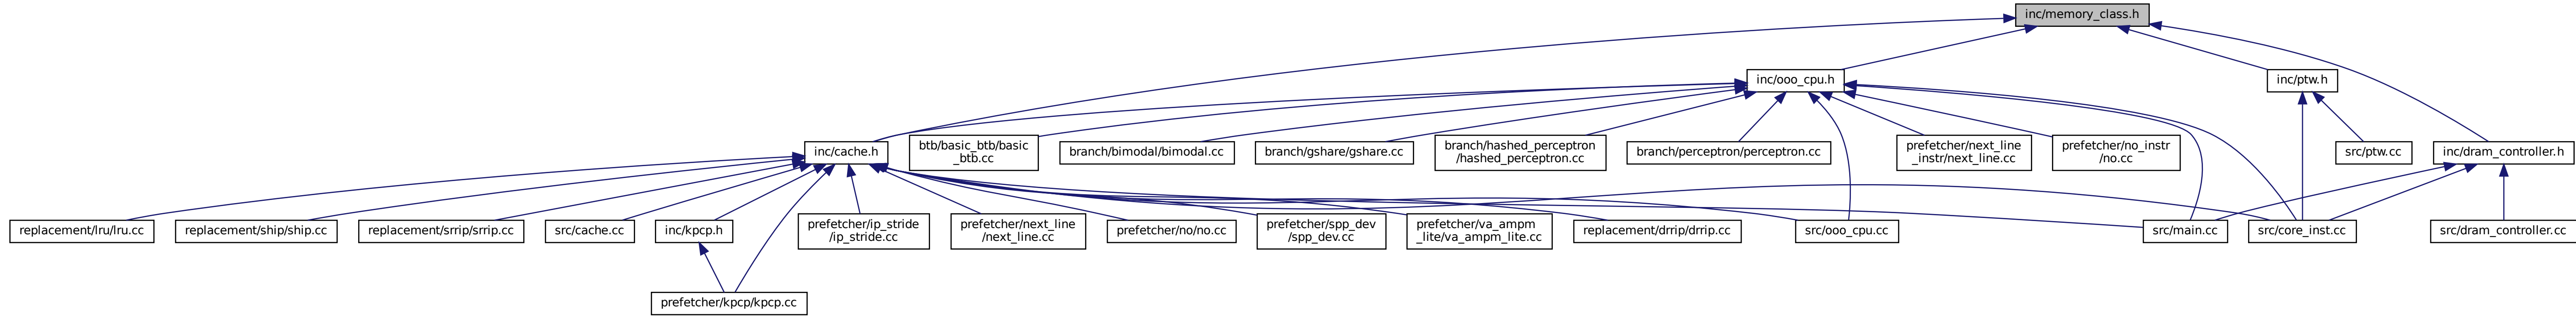 inc/memory_class.h
inc/ooo_cpu.h
inc/ptw.h
inc/cache.h
btb/basic_btb/basic
_btb.cc
branch/bimodal/bimodal.cc
branch/gshare/gshare.cc
branch/hashed_perceptron
/hashed_perceptron.cc
branch/perceptron/perceptron.cc
prefetcher/next_line
_instr/next_line.cc
prefetcher/no_instr
/no.cc
src/ptw.cc
inc/dram_controller.h
replacement/lru/lru.cc
replacement/ship/ship.cc
replacement/srrip/srrip.cc
src/cache.cc
inc/kpcp.h
prefetcher/ip_stride
/ip_stride.cc
prefetcher/next_line
/next_line.cc
prefetcher/no/no.cc
prefetcher/spp_dev
/spp_dev.cc
prefetcher/va_ampm
_lite/va_ampm_lite.cc
replacement/drrip/drrip.cc
src/ooo_cpu.cc
src/main.cc
src/core_inst.cc
src/dram_controller.cc
prefetcher/kpcp/kpcp.cc